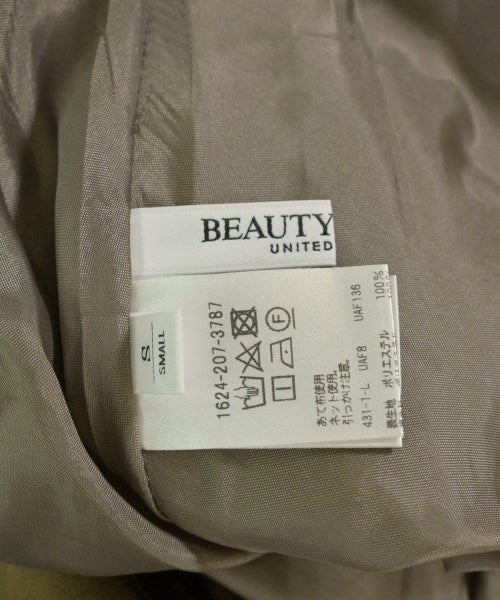 BEAUTY
UNITED
S
SMALL
1624-207-3787
F
あて布使用
ネット使用。
引っかけ注意。
431-1-L UAF8 UAF136
表生地 ポリエステル 100%